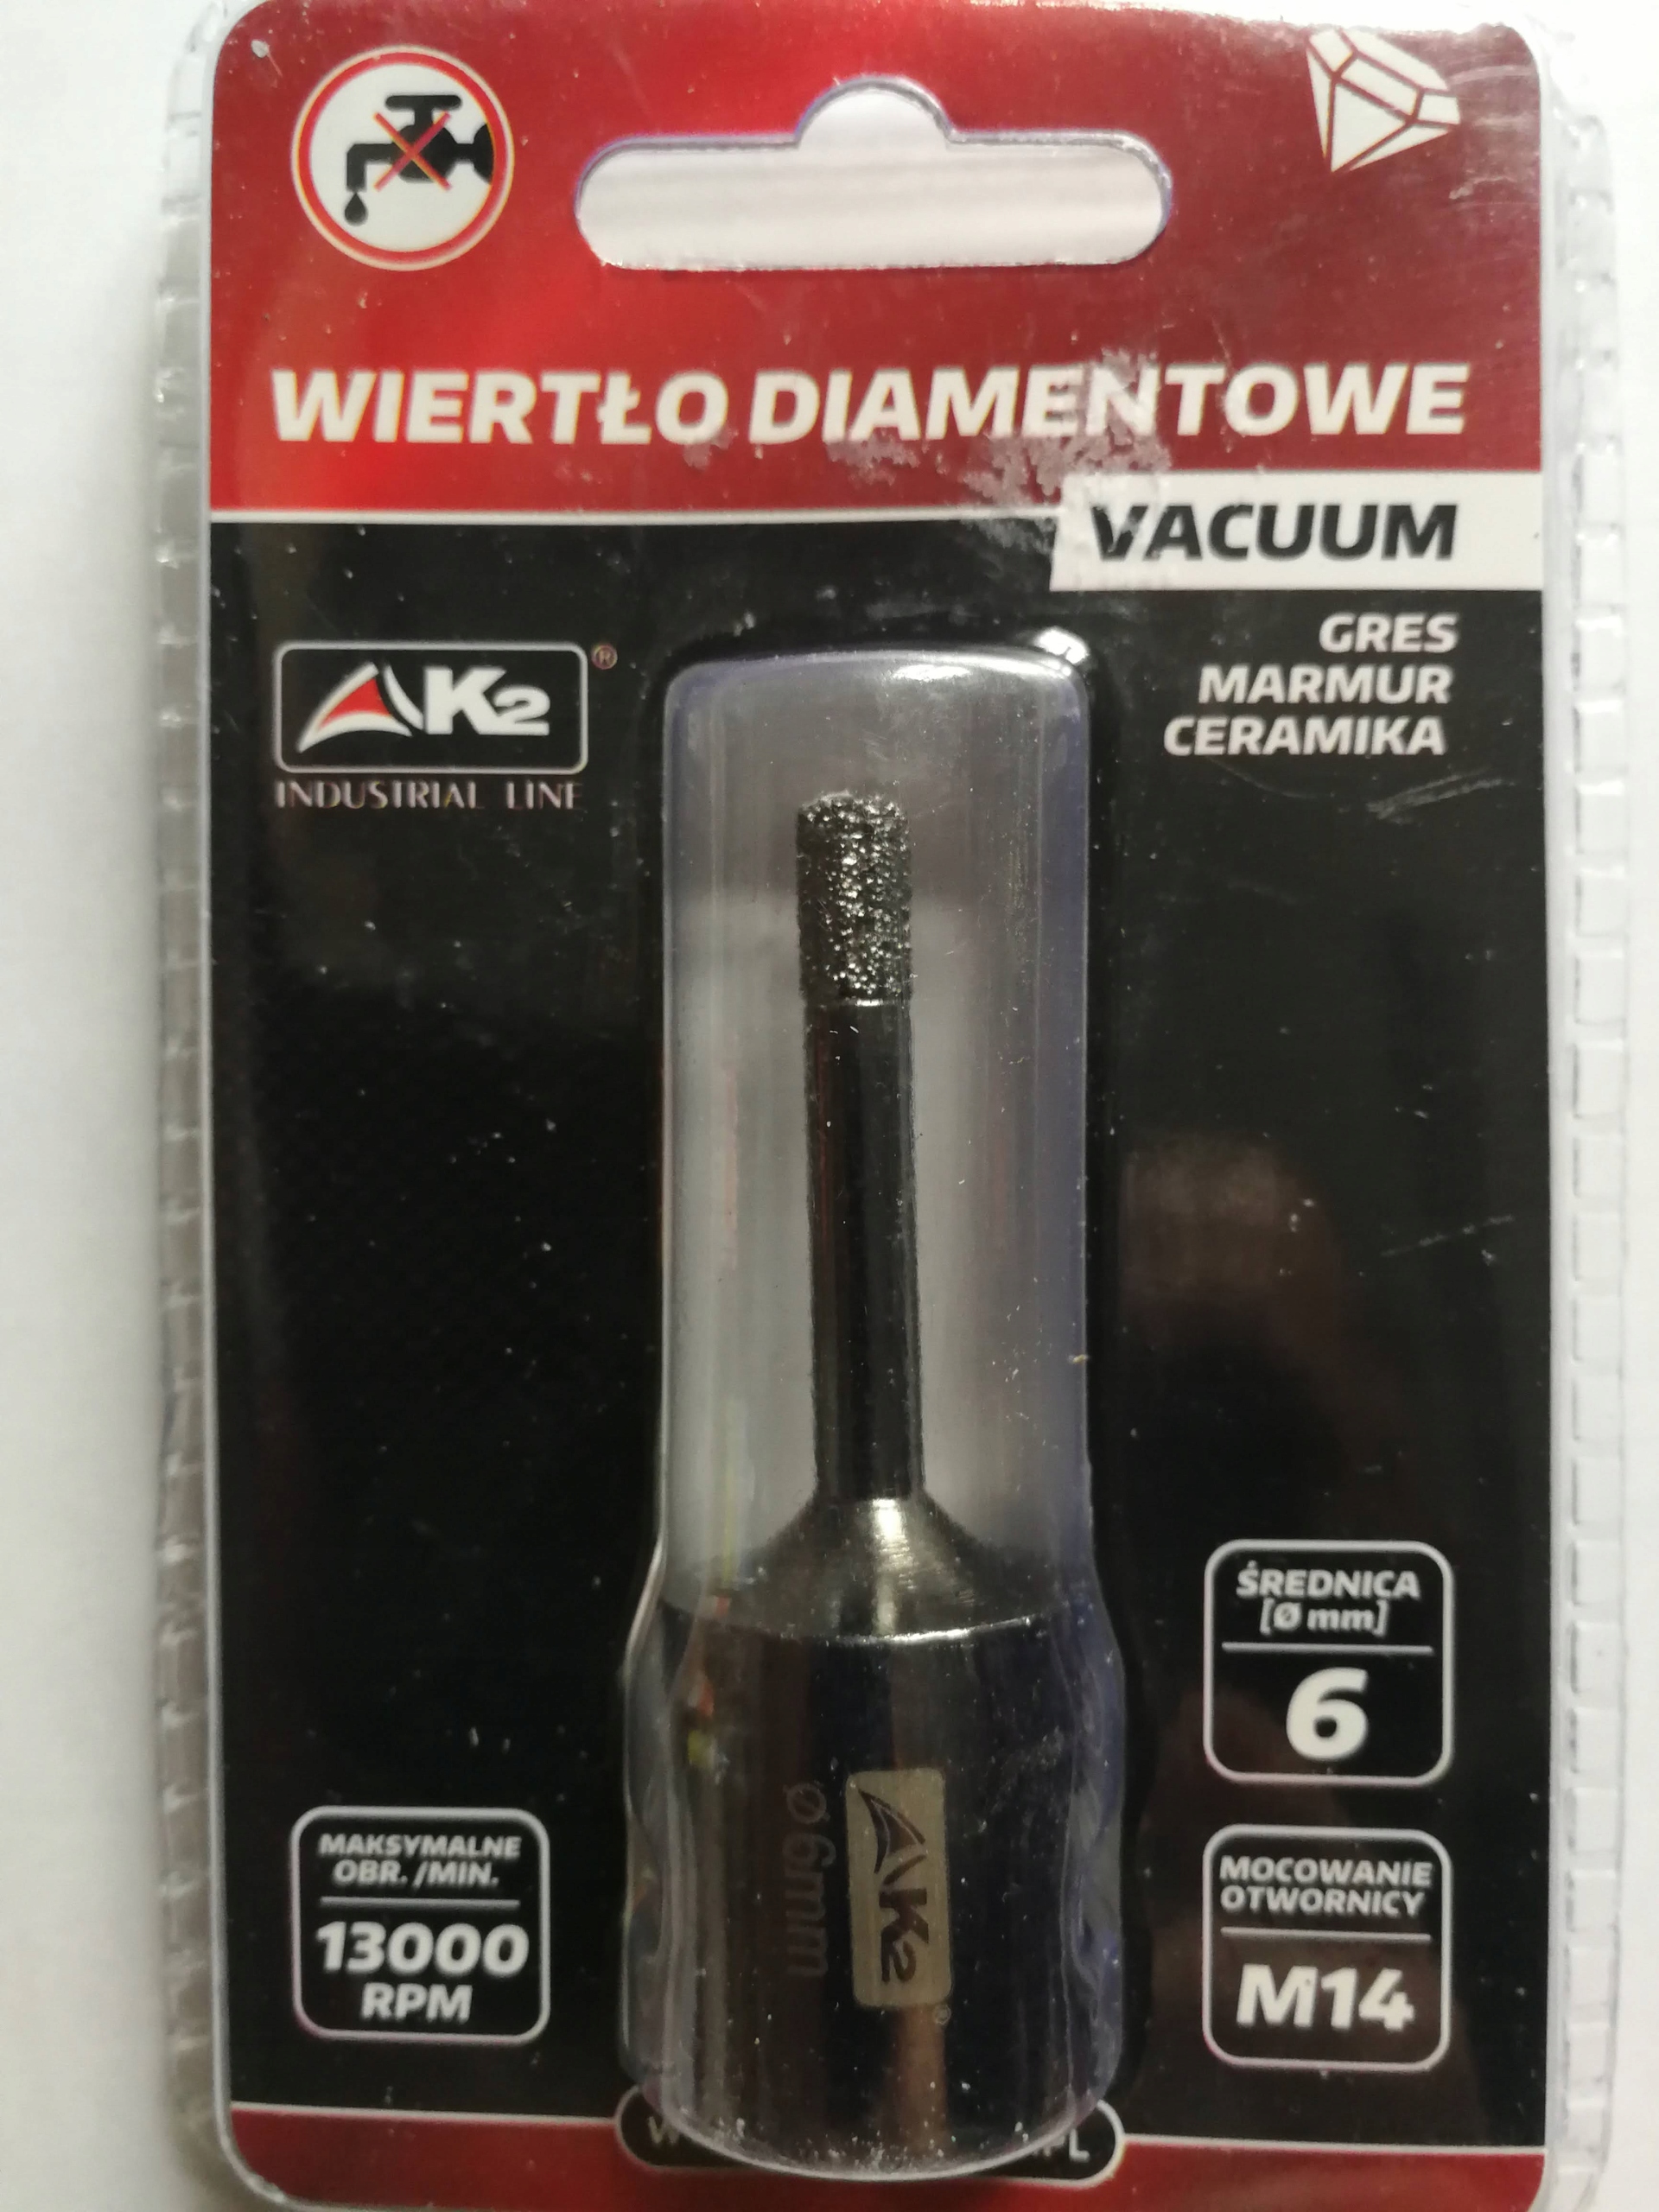 WIERTŁO DIAMENTOWE
VACUUM
GRES
MARMUR
CERAMIKA
K2 ®
INDUSTRIAL LINE
ŚREDNICA
[Ø mm]
6
Ø6mm
K2 ®
MAKSYMALNE
OBR. /MIN.
13000
RPM
MOCOWANIE
OTWORNICY
M14